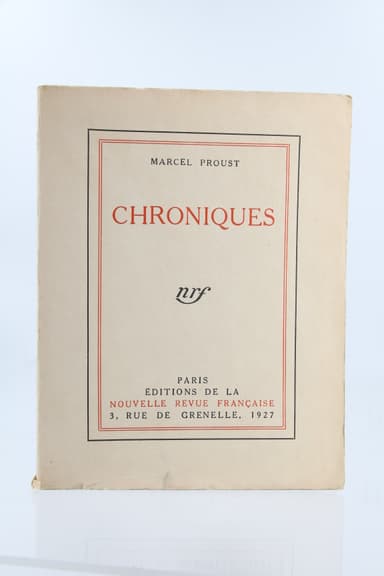 MARCEL PROUST
CHRONIQUES
nrf
PARIS
ÉDITIONS DE LA
NOUVELLE REVUE FRANÇAISE
3, RUE DE GRENELLE, 1927